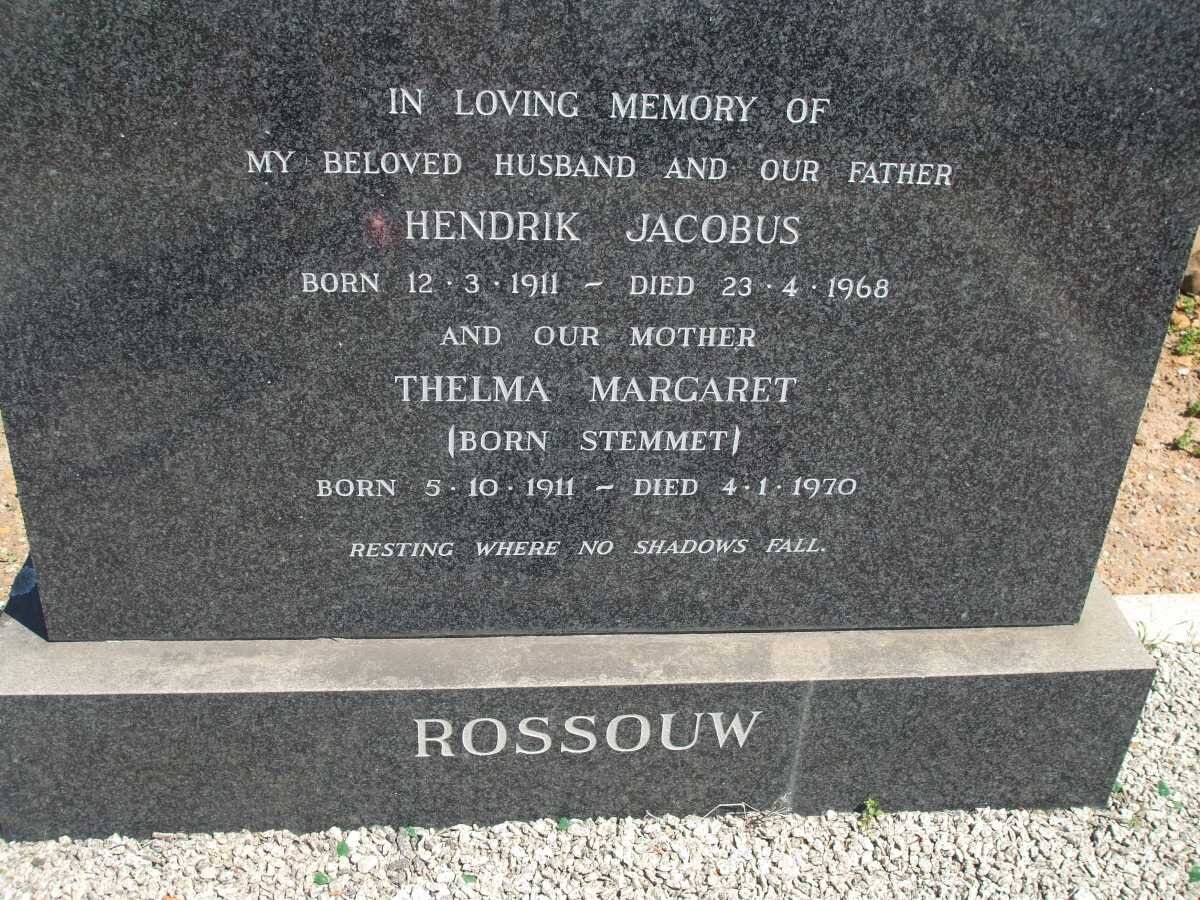 IN LOVING MEMORY OF
MY BELOVED HUSBAND AND OUR FATHER
HENDRIK JACOBUS
BORN 12·3·1911 – DIED 23·4·1968
AND OUR MOTHER
THELMA MARGARET
(BORN STEMMET)
BORN 5·10·1911 – DIED 4·1·1970
RESTING WHERE NO SHADOWS FALL.
ROSSOUW